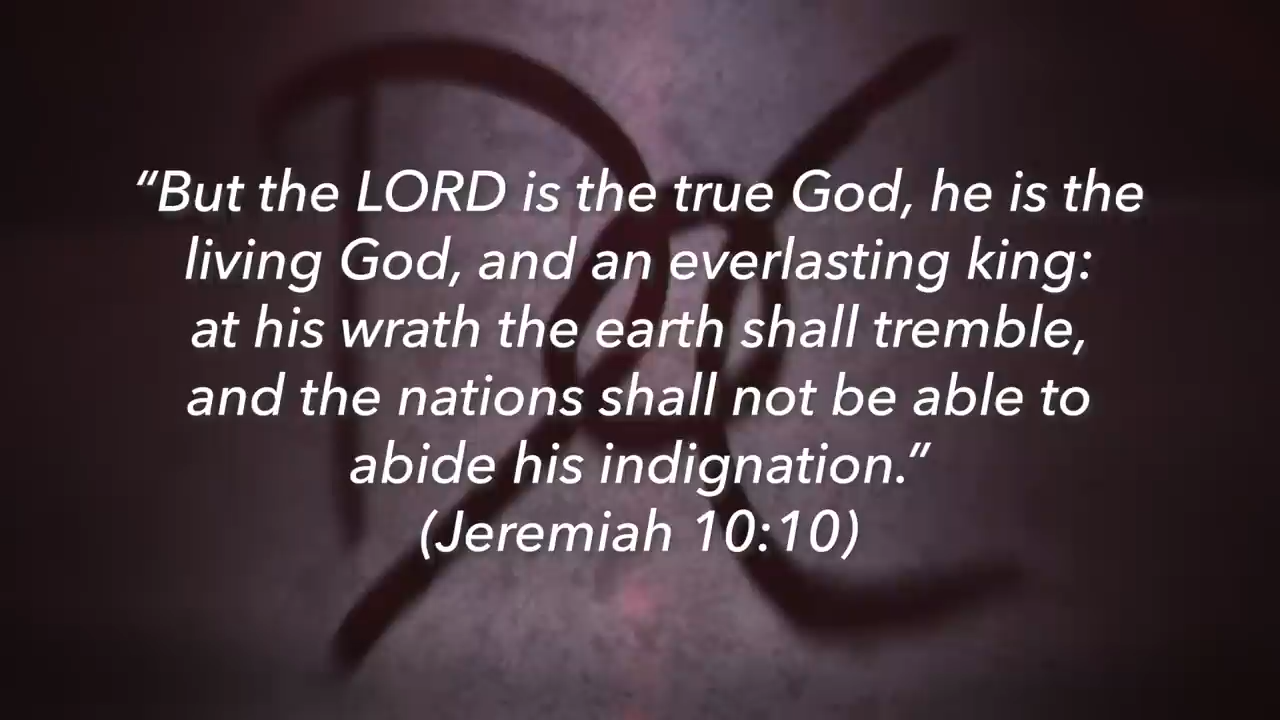 “But the LORD is the true God, he is the
living God, and an everlasting king:
at his wrath the earth shall tremble,
and the nations shall not be able to
abide his indignation.”
(Jeremiah 10:10)